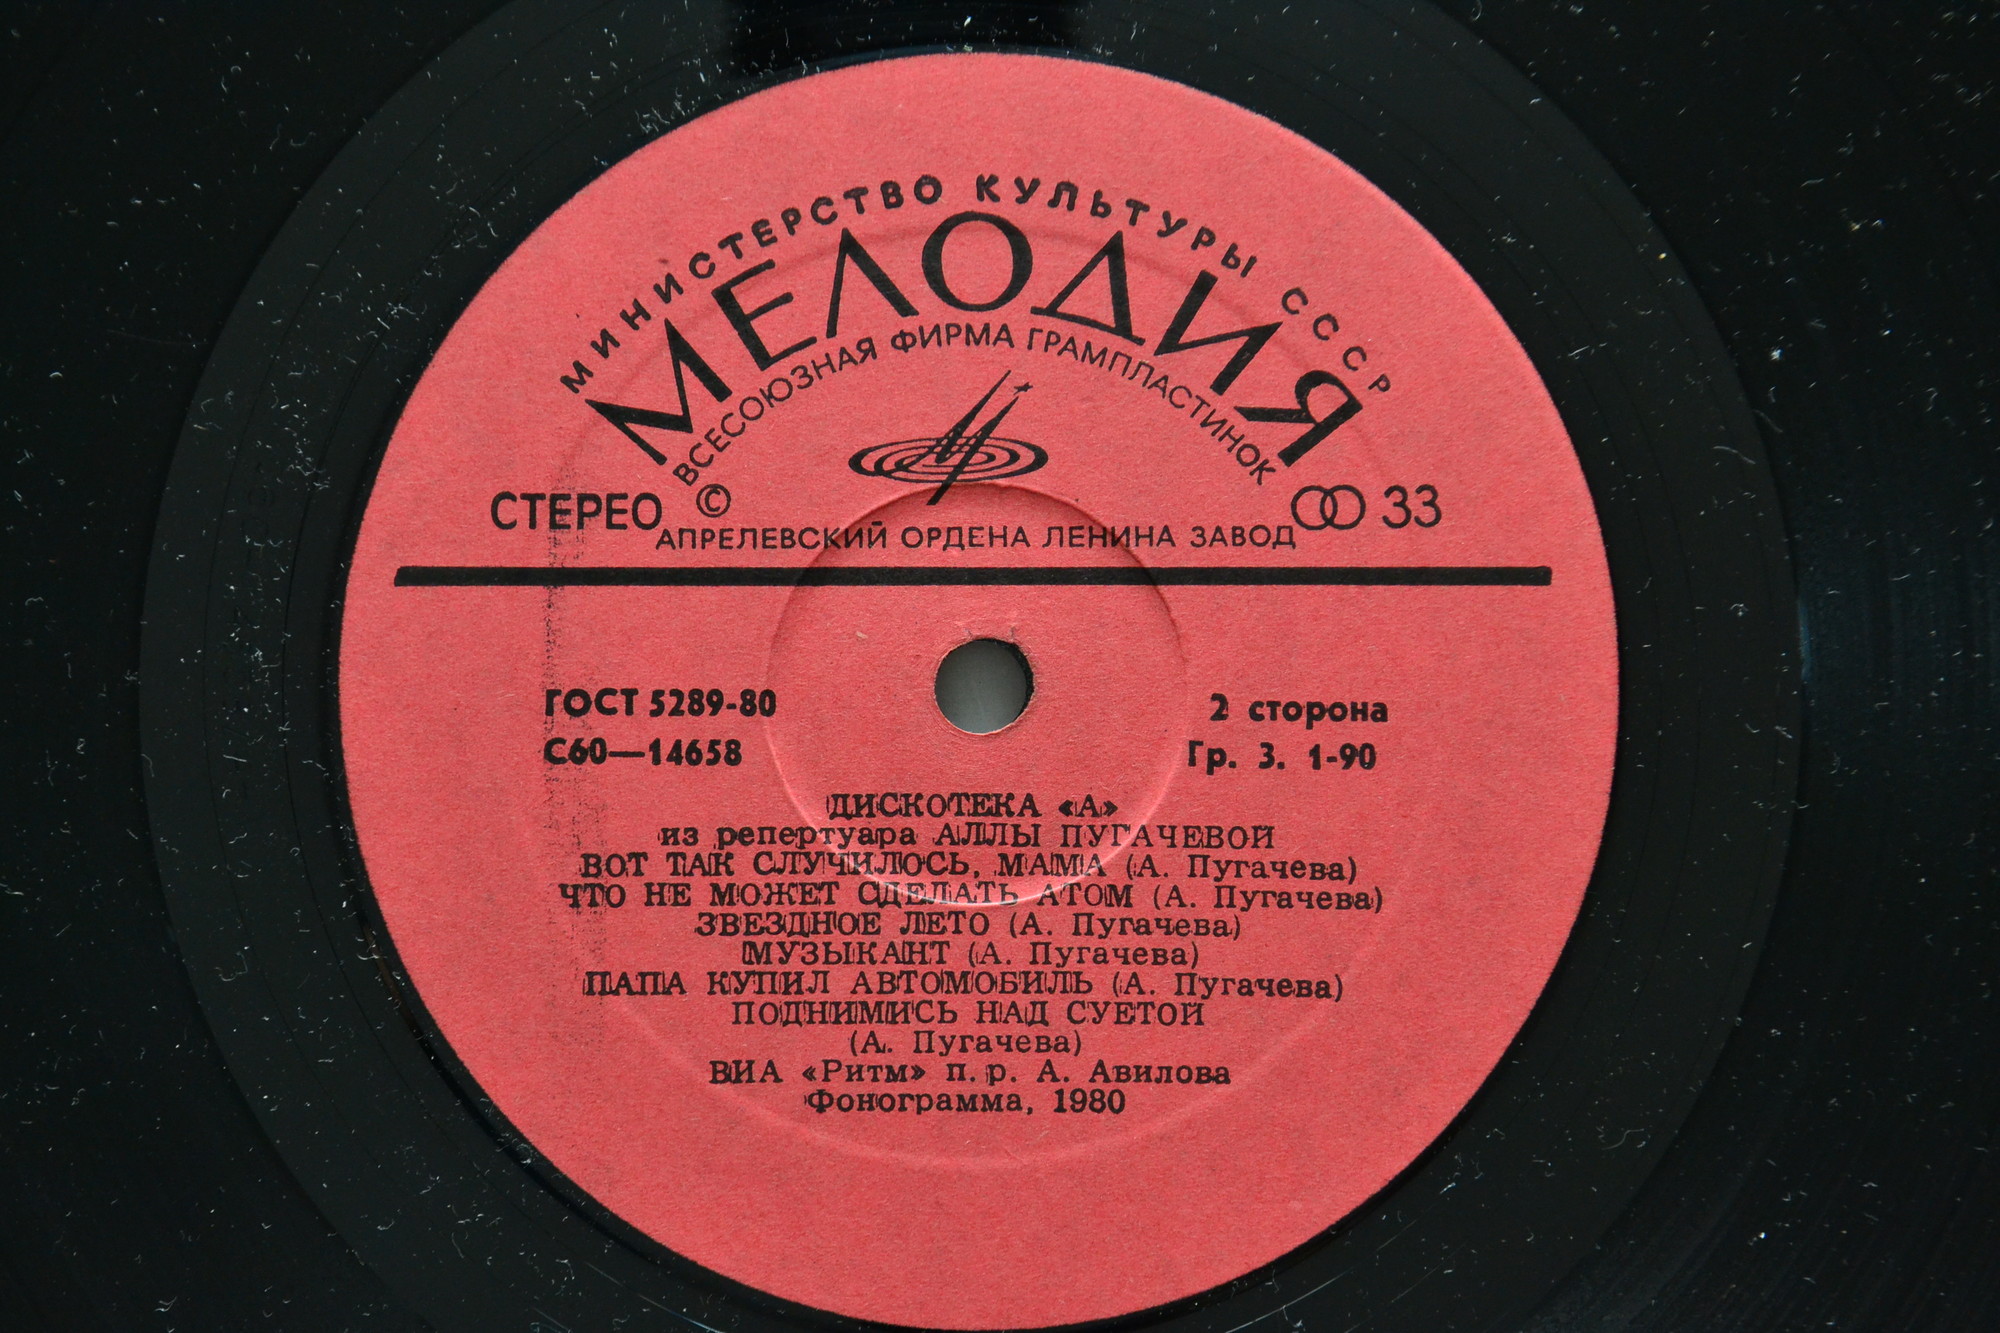 МИНИСТЕРСТВО КУЛЬТУРЫ СССР
МЕЛОДИЯ
ВСЕСОЮЗНАЯ ФИРМА ГРАМПЛАСТИНОК
СТЕРЕО © 33
АПРЕЛЕВСКИЙ ОРДЕНА ЛЕНИНА ЗАВОД
ГОСТ 5289-80 2 сторона
С60—14658 Гр. 3. 1-90
ДИСКОТЕКА «А»
из репертуара АЛЛЫ ПУГАЧЕВОЙ
ВОТ ТАК СЛУЧИЛОСЬ, МАМА (А. Пугачева)
ЧТО НЕ МОЖЕТ СДЕЛАТЬ АТОМ (А. Пугачева)
ЗВЕЗДНОЕ ЛЕТО (А. Пугачева)
МУЗЫКАНТ (А. Пугачева)
ПАПА КУПИЛ АВТОМОБИЛЬ (А. Пугачева)
ПОДНИМИСЬ НАД СУЕТОЙ
(А. Пугачева)
ВИА «Ритм» п. р. А. Авилова
Фонограмма, 1980